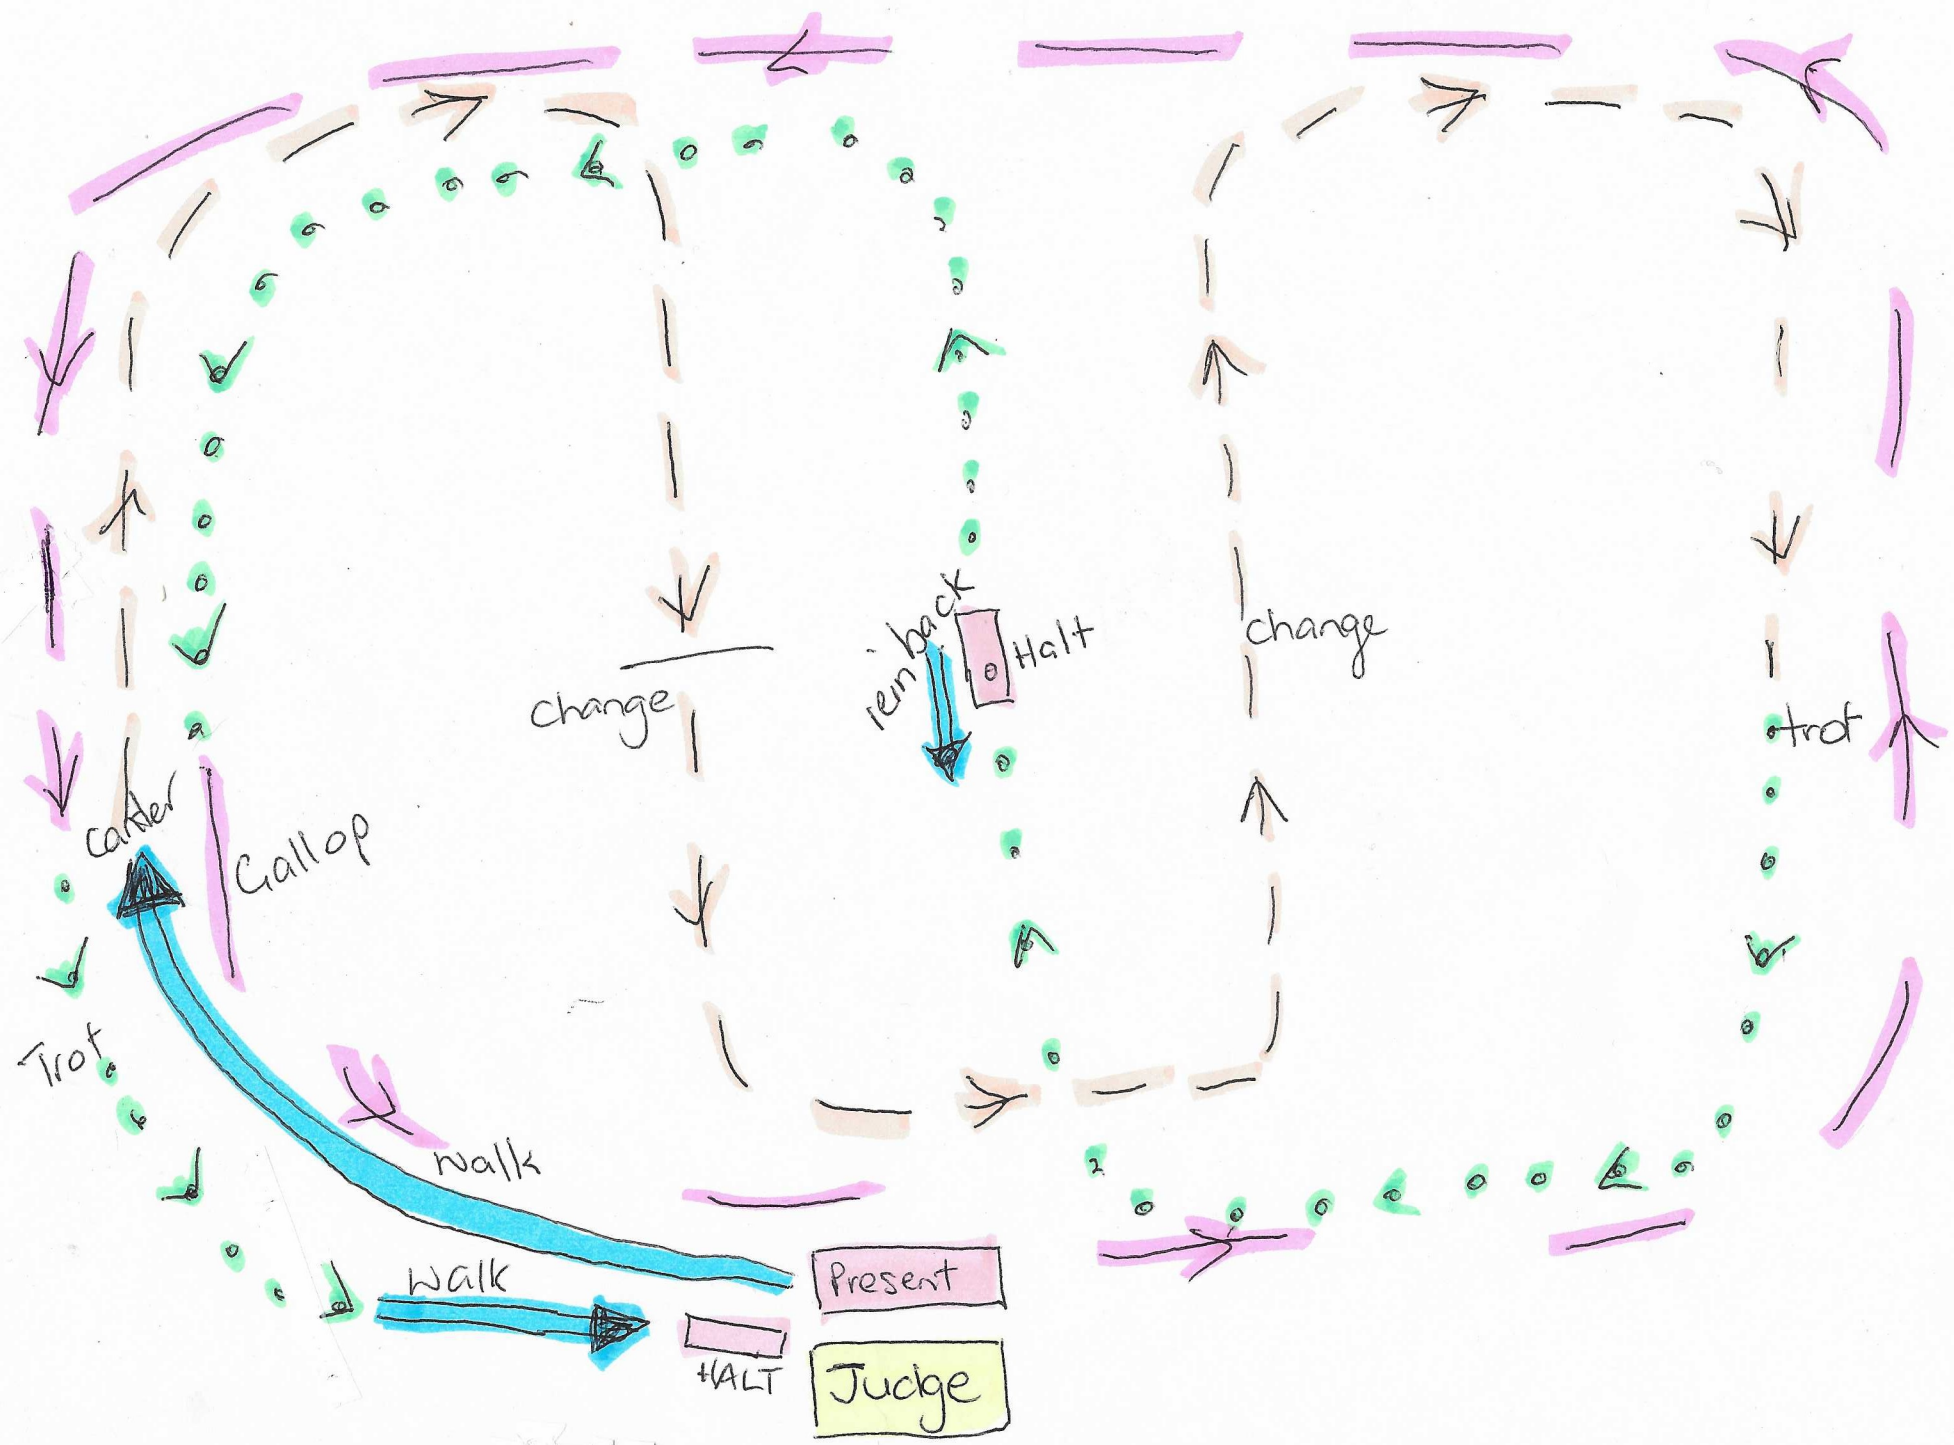 rein back
Halt
change
change
trot
canter
Gallop
Trot
walk
walk
Present
HALT
Judge